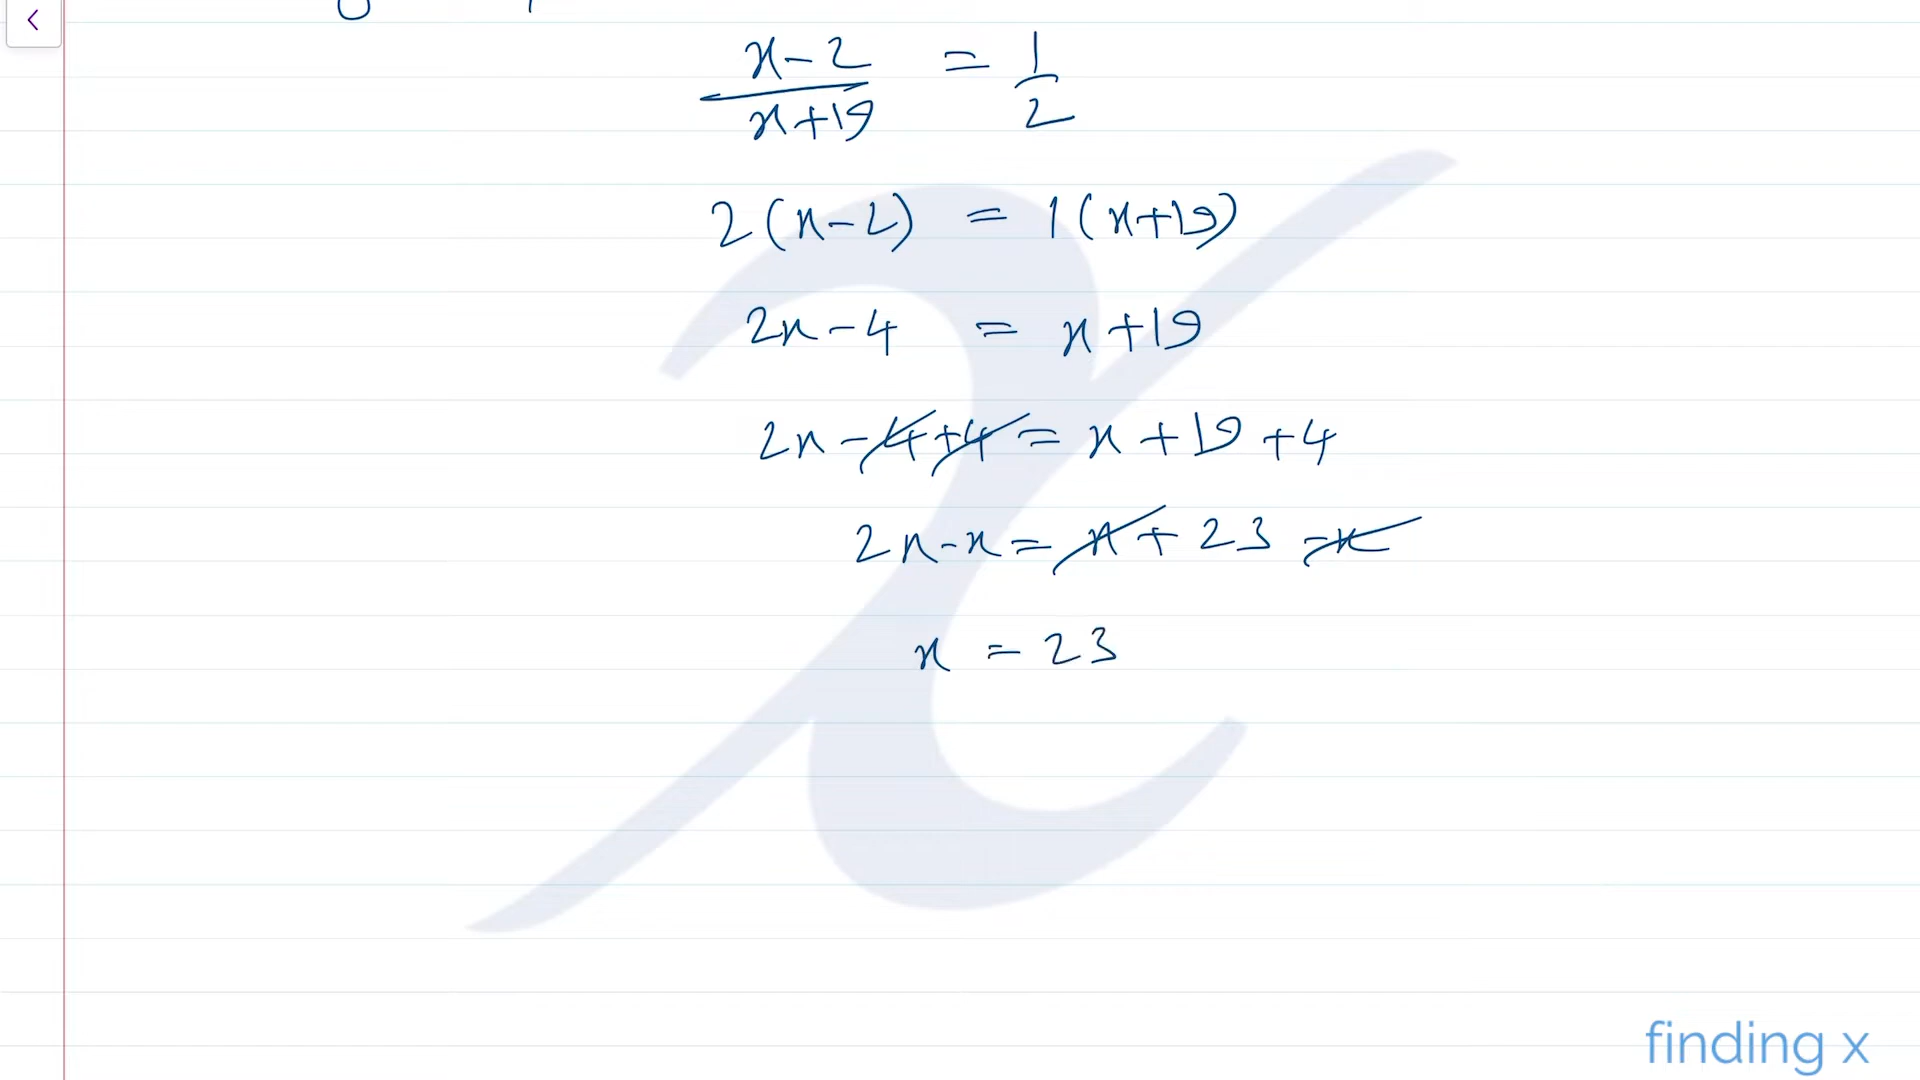 x-2/x+19 = 1/2
2(x-2) = 1(x+19)
2x-4 = x+19
2x-4+4= x+19+4
2x-x= x+23-x
x = 23
finding x